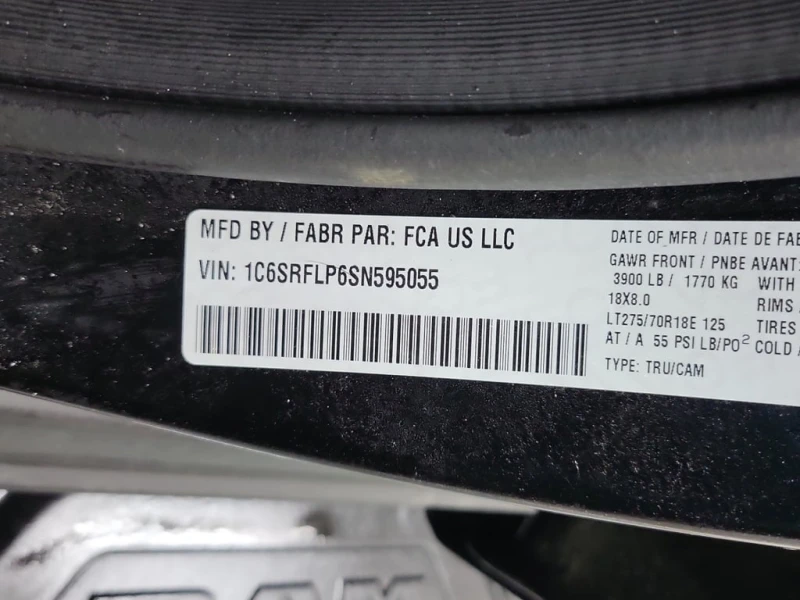 MFD BY / FABR PAR: FCA US LLC
VIN: 1C6SRFLP6SN595055
DATE OF MFR / DATE DE FAB
GAWR FRONT / PNBE AVANT:
3900 LB / 1770 KG WITH
18X8.0 RIMS
LT275/70R18E 125 TIRES
AT / A 55 PSI LB/PO² COLD
TYPE: TRU/CAM